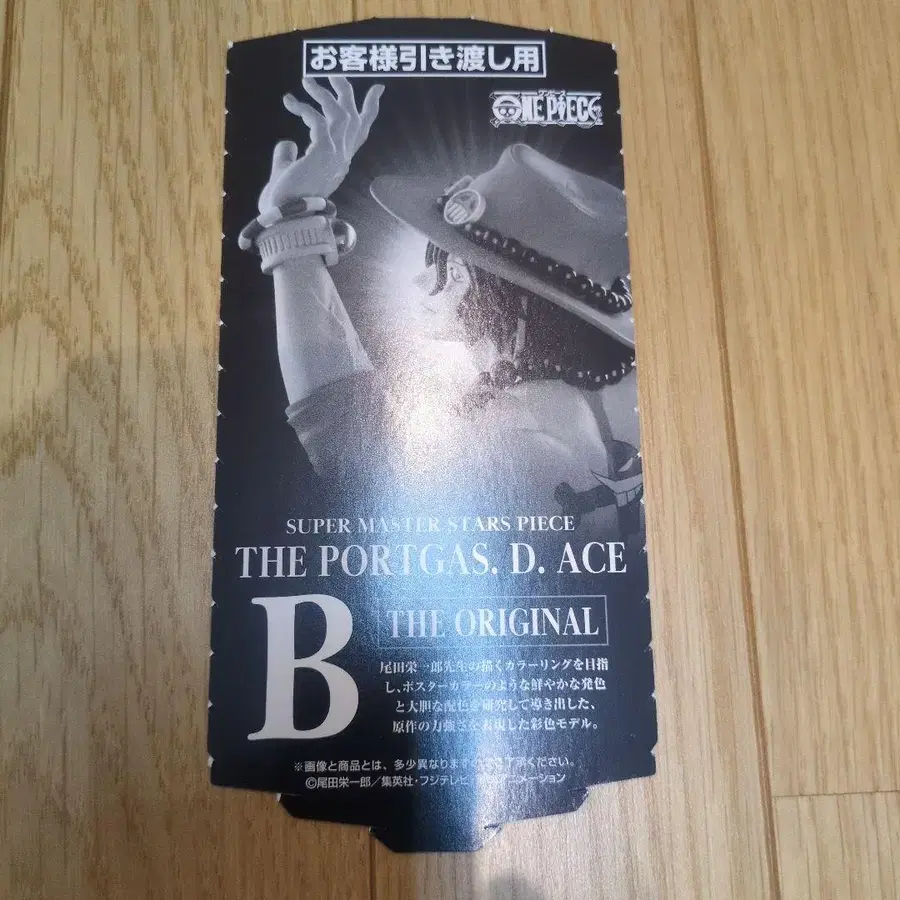 お客様引き渡し用
ワンピース
ONE PIECE
SUPER MASTER STARS PIECE
THE PORTGAS. D. ACE
B
THE ORIGINAL
尾田栄一郎先生の描くカラーリングを目指
し、ポスターカラーのような鮮やかな発色
と大胆な配色を研究して導き出した、
原作の力強さを表現した彩色モデル。
※画像と商品とは、多少異なりますのでご了承ください。
©尾田栄一郎／集英社・フジテレビ・東映アニメーション